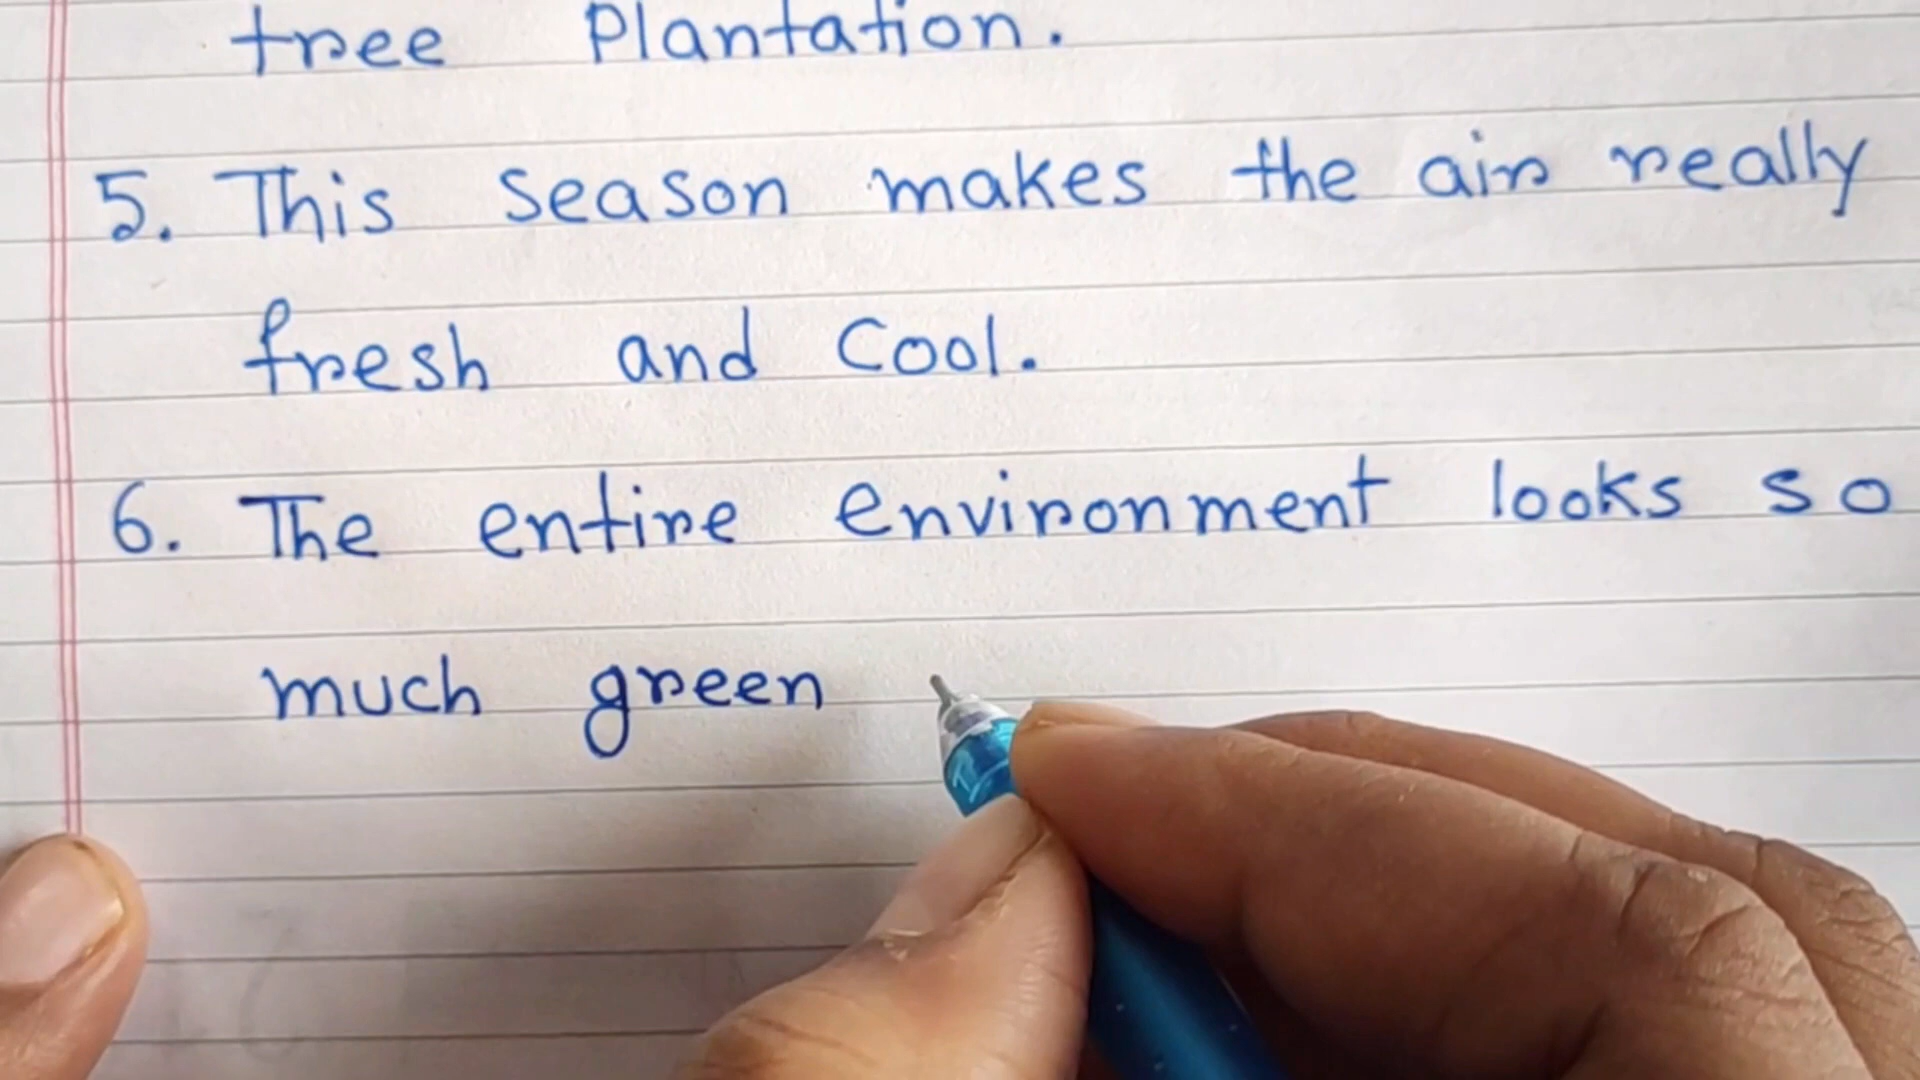 tree Plantation.
5. This season makes the air really
fresh and Cool.
6. The entire environment looks so
much green